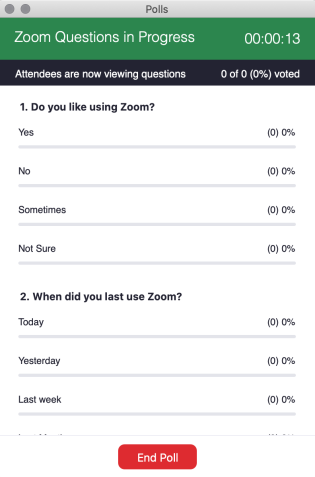 Polls
Zoom Questions in Progress 00:00:13
Attendees are now viewing questions 0 of 0 (0%) voted
1. Do you like using Zoom?
Yes (0) 0%
No (0) 0%
Sometimes (0) 0%
Not Sure (0) 0%
2. When did you last use Zoom?
Today (0) 0%
Yesterday (0) 0%
Last week (0) 0%
End Poll